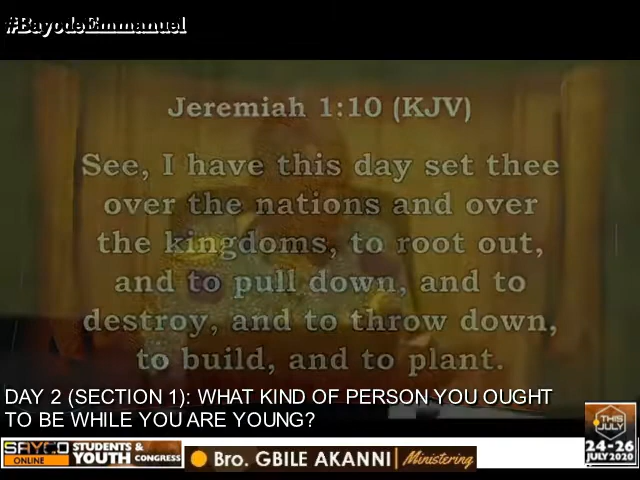 #BayodeEmmanuel
Jeremiah 1:10 (KJV)
See, I have this day set thee
over the nations and over
the kingdoms, to root out,
and to pull down, and to
destroy, and to throw down,
to build, and to plant.
DAY 2 (SECTION 1): WHAT KIND OF PERSON YOU OUGHT
TO BE WHILE YOU ARE YOUNG?
SAYCO
ONLINE
STUDENTS &
YOUTH CONGRESS
Bro. GBILE AKANNI
Ministering
THIS
JULY
24-26
JULY 2020